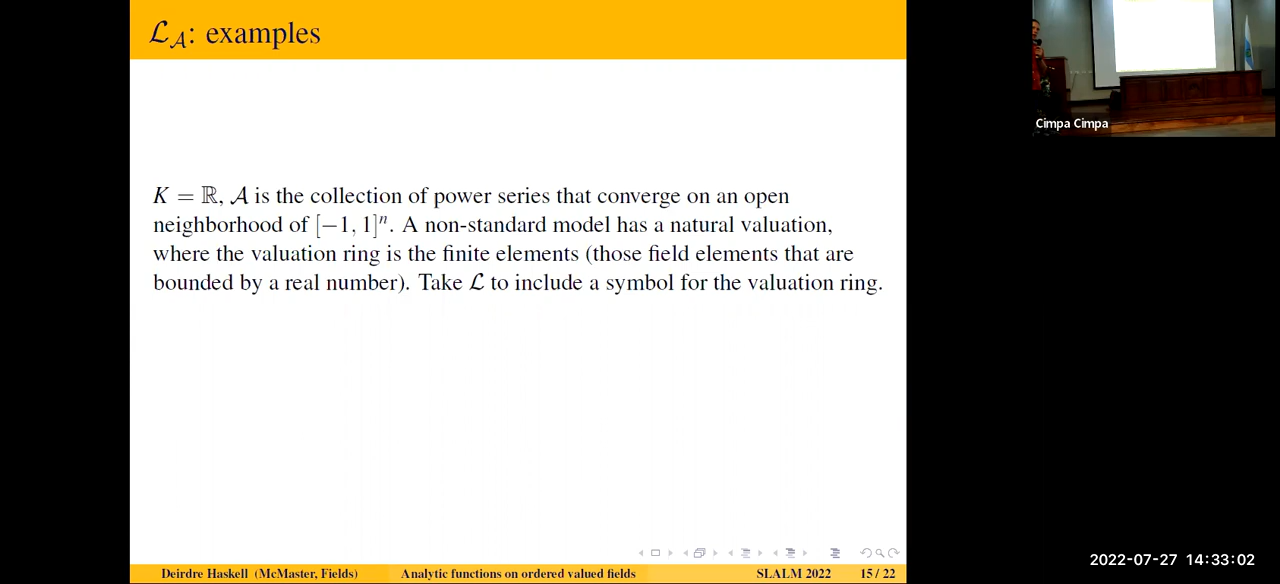 𝓛_𝒜: examples
K = ℝ, 𝒜 is the collection of power series that converge on an open
neighborhood of [−1, 1]ⁿ. A non-standard model has a natural valuation,
where the valuation ring is the finite elements (those field elements that are
bounded by a real number). Take 𝓛 to include a symbol for the valuation ring.
Deirdre Haskell (McMaster, Fields) Analytic functions on ordered valued fields SLALM 2022 15 / 22
Cimpa Cimpa
2022-07-27 14:33:02